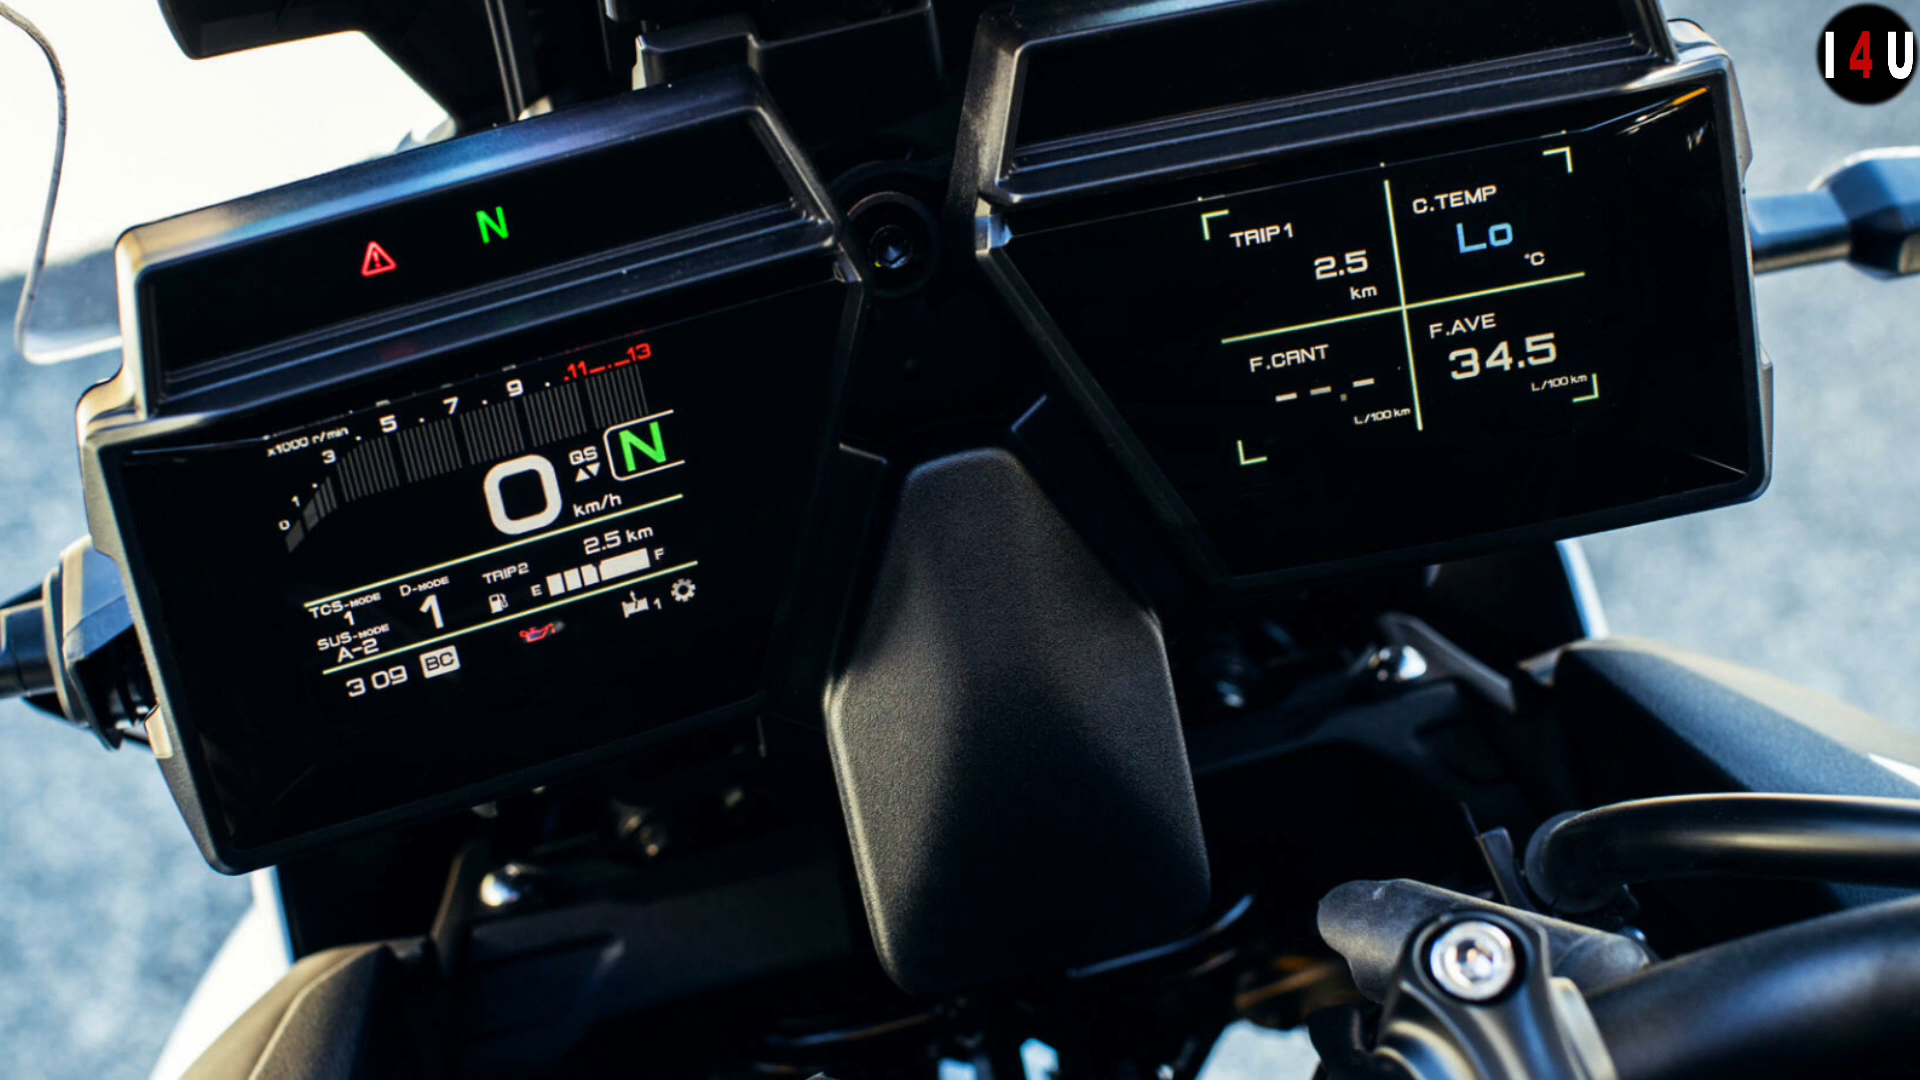 I 4 U
N
x1000 r/min
0 1 3 5 7 9 11 13
0
km/h
QS
N
TCS-MODE
1
D-MODE
1
SUS-MODE
A-2
TRIP2
2.5 km
E F
1
3 09 BC
TRIP1
2.5
km
C.TEMP
Lo
°C
F.CRNT
--.-
L/100 km
F.AVE
34.5
L/100 km